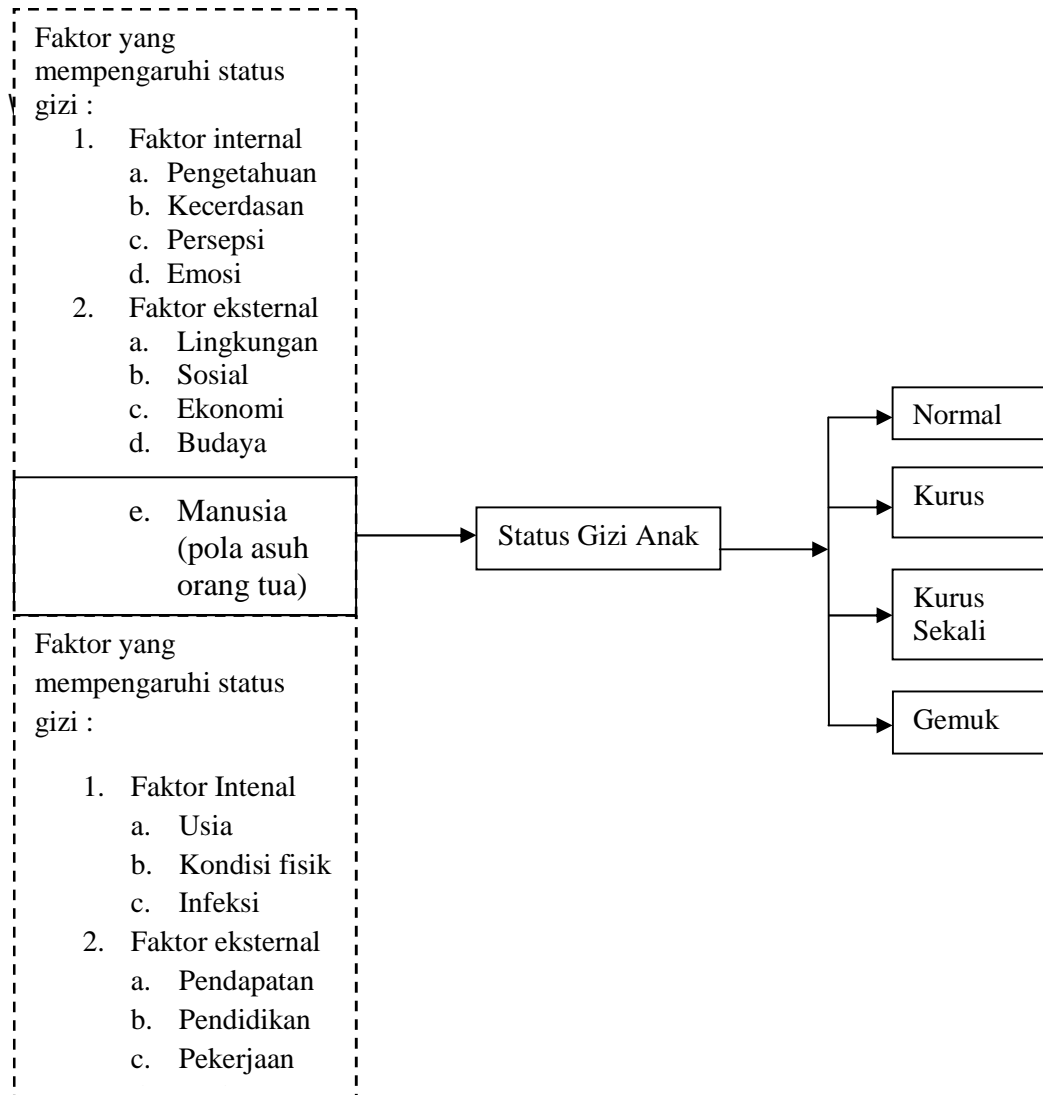 Faktor yang
mempengaruhi status
\ gizi :
1. Faktor internal
a. Pengetahuan
b. Kecerdasan
c. Persepsi
d. Emosi
2. Faktor eksternal
a. Lingkungan
b. Sosial
c. Ekonomi
d. Budaya
e. Manusia
(pola asuh
orang tua)
Faktor yang
mempengaruhi status
gizi :
1. Faktor Intenal
a. Usia
b. Kondisi fisik
c. Infeksi
2. Faktor eksternal
a. Pendapatan
b. Pendidikan
c. Pekerjaan
Status Gizi Anak
Normal
Kurus
Kurus
Sekali
Gemuk